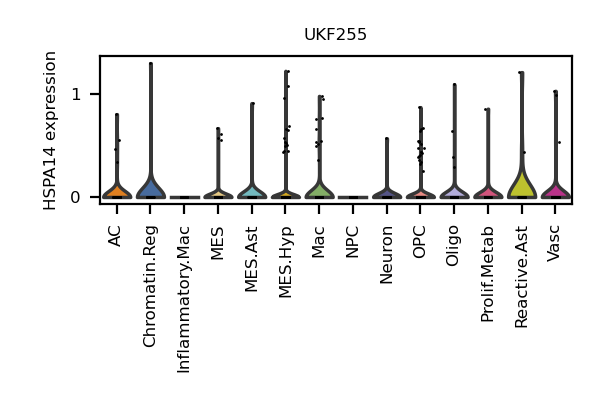 UKF255
HSPA14 expression
1
0
AC
Chromatin.Reg
Inflammatory.Mac
MES
MES.Ast
MES.Hyp
Mac
NPC
Neuron
OPC
Oligo
Prolif.Metab
Reactive.Ast
Vasc